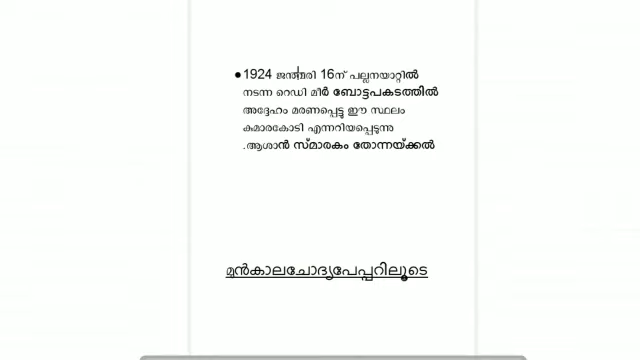 ● 1924 ജനുവരി 16ന് പല്ലനയാറ്റിൽ
നടന്ന റെഡി മീർ ബോട്ടപകടത്തിൽ
അദ്ദേഹം മരണപ്പെട്ടു ഈ സ്ഥലം
കുമാരകോടി എന്നറിയപ്പെടുന്നു
.ആശാൻ സ്മാരകം തോന്നയ്ക്കൽ
മുൻകാലചോദ്യപേപ്പറിലൂടെ